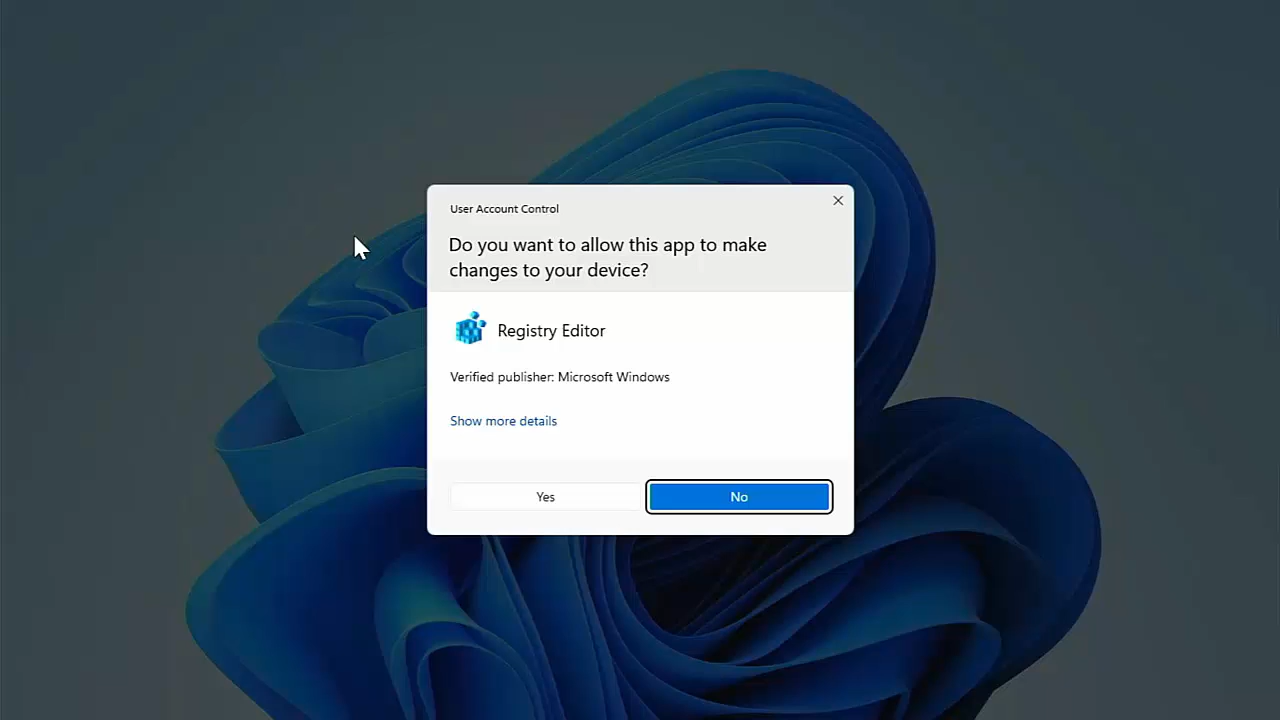 User Account Control
Do you want to allow this app to make
changes to your device?
Registry Editor
Verified publisher: Microsoft Windows
Show more details
Yes
No